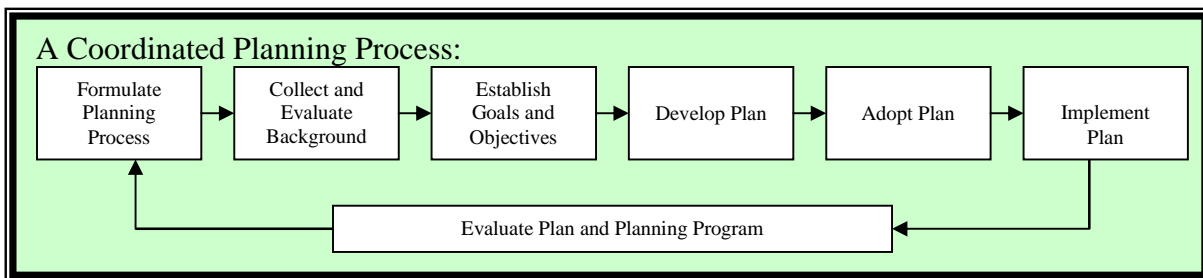 A Coordinated Planning Process:
Formulate
Planning
Process
Collect and
Evaluate
Background
Establish
Goals and
Objectives
Develop Plan
Adopt Plan
Implement
Plan
Evaluate Plan and Planning Program